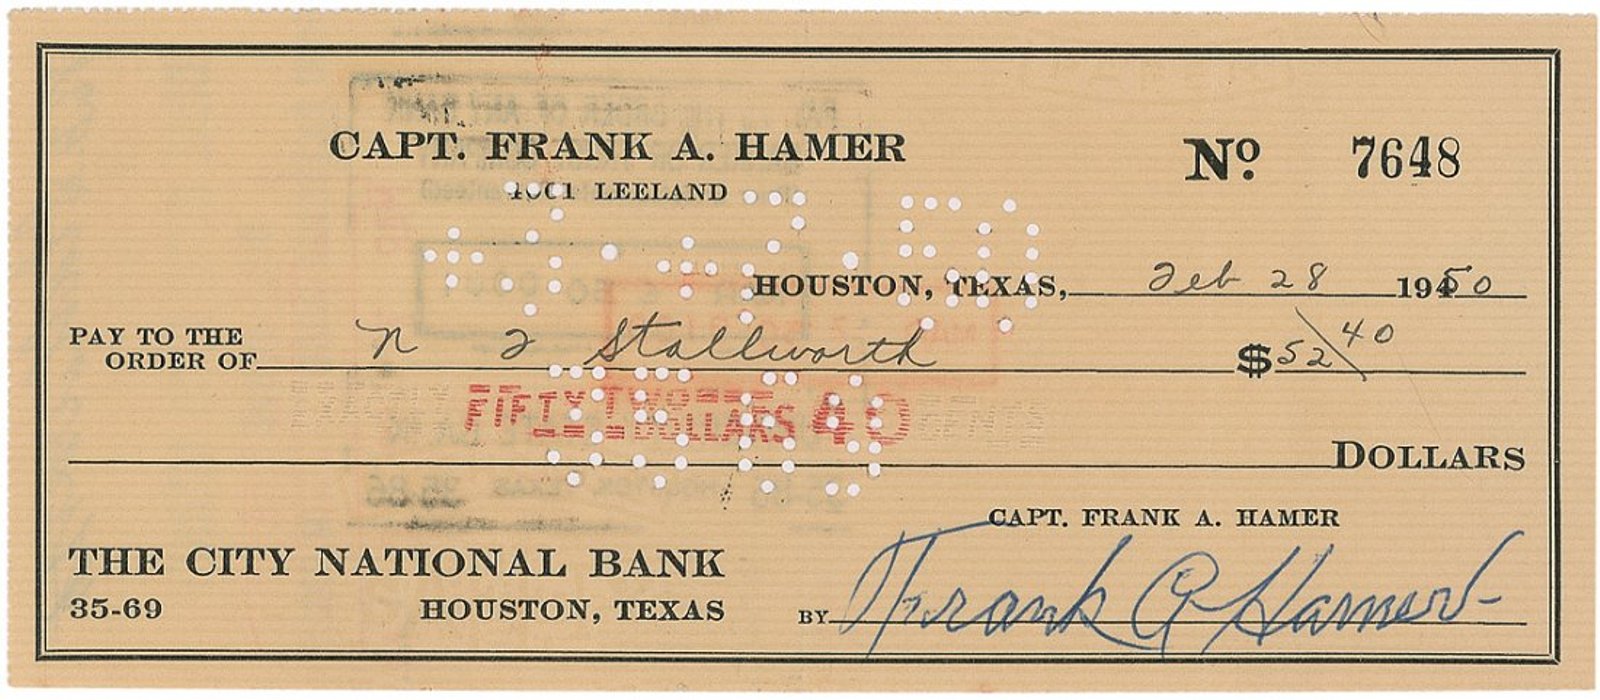 CAPT. FRANK A. HAMER
Nº 7648
4001 LEELAND
HOUSTON, TEXAS, Feb 28 1950
PAY TO THE
ORDER OF N J Stallworth $52 40
FIFTY TWO DOLLARS 40 CENTS
DOLLARS
CAPT. FRANK A. HAMER
THE CITY NATIONAL BANK
35-69 HOUSTON, TEXAS BY Frank A Hamer